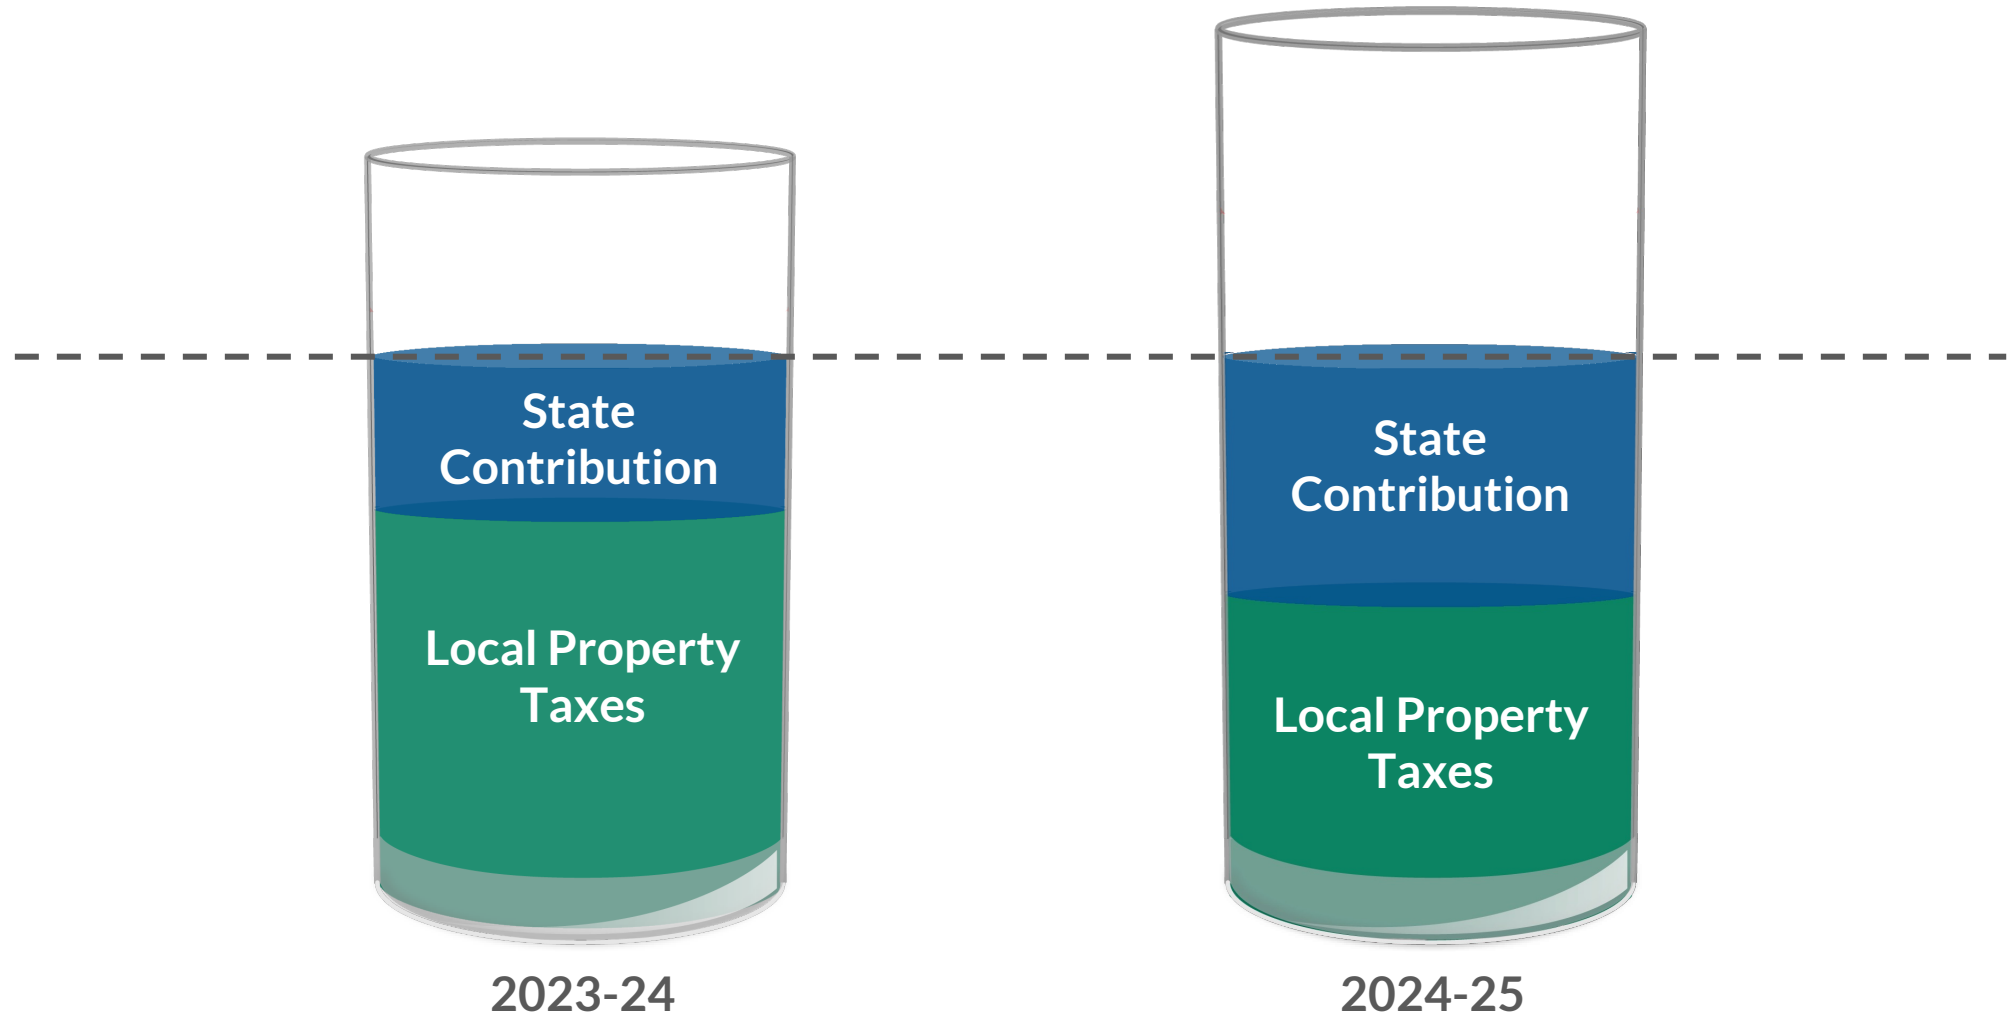 State
Contribution
Local Property
Taxes
2023-24
State
Contribution
Local Property
Taxes
2024-25